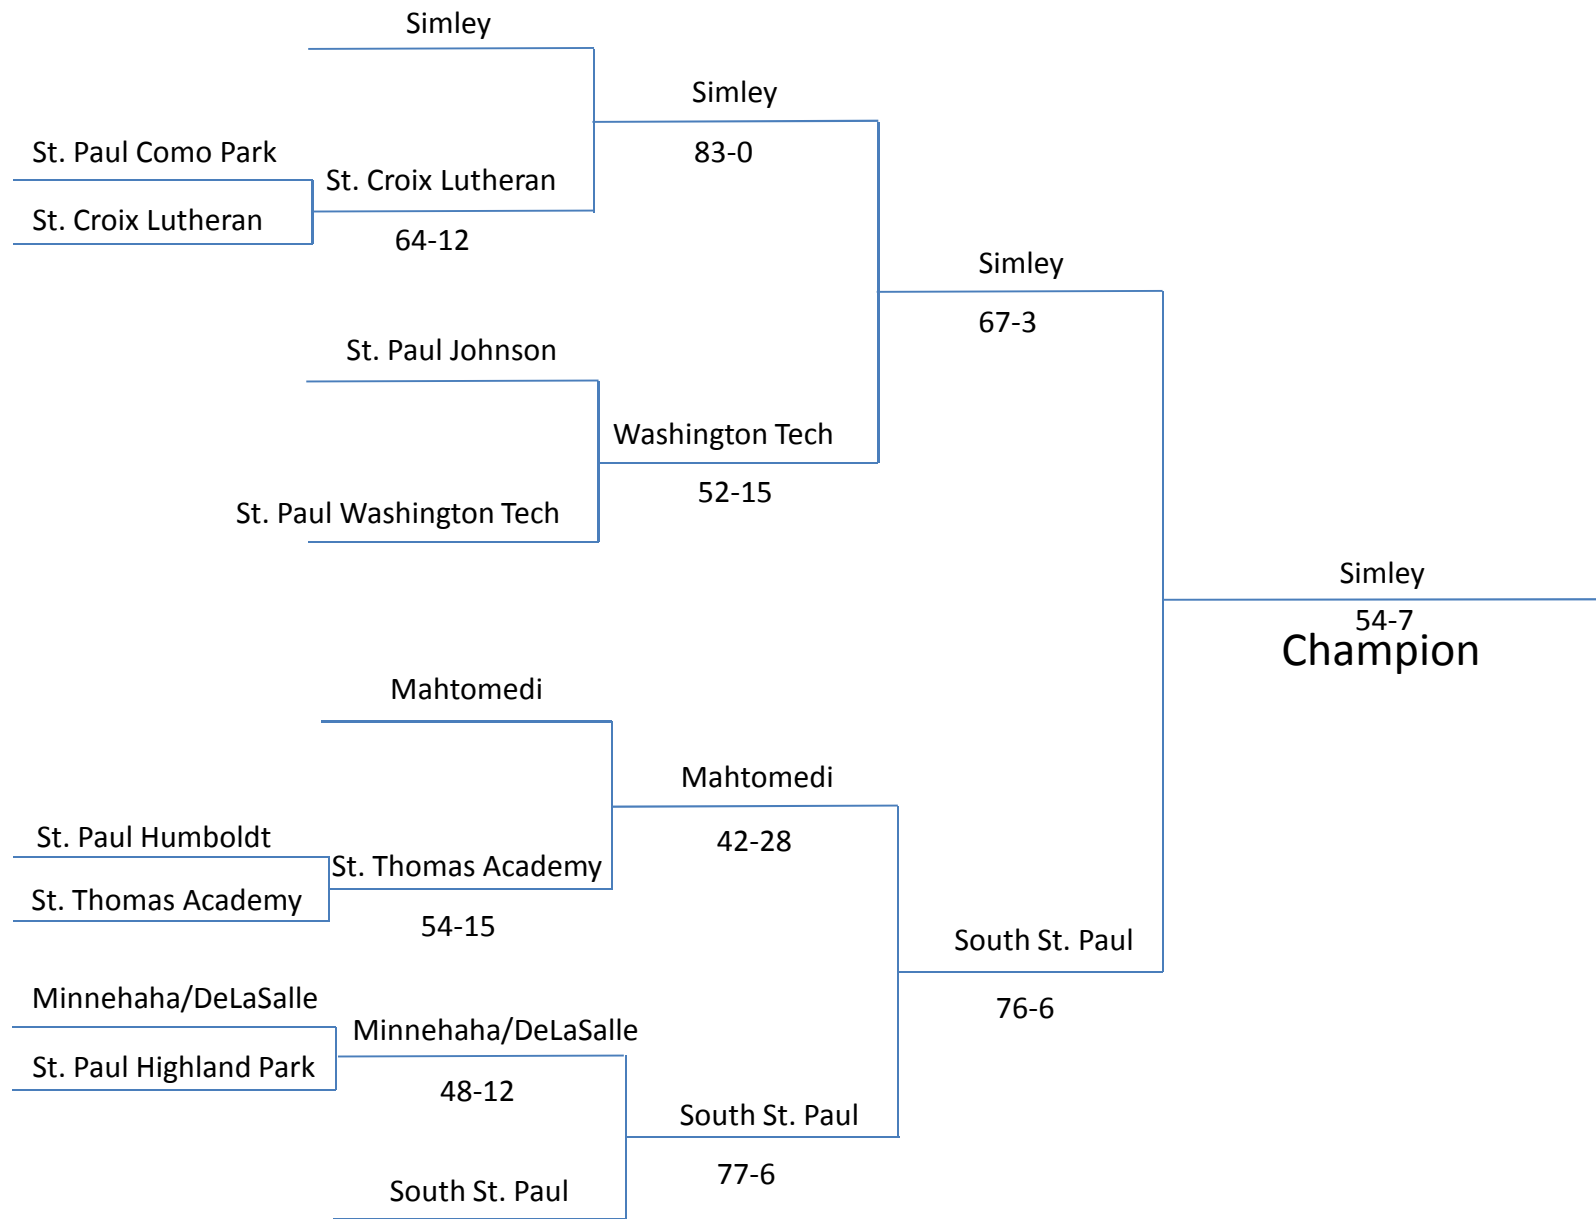 Simley
Simley
83-0
St. Paul Como Park
St. Croix Lutheran
St. Croix Lutheran
64-12
Simley
67-3
St. Paul Johnson
Washington Tech
52-15
St. Paul Washington Tech
Simley
54-7
Champion
Mahtomedi
Mahtomedi
42-28
St. Paul Humboldt
St. Thomas Academy
St. Thomas Academy
54-15
South St. Paul
76-6
Minnehaha/DeLaSalle
Minnehaha/DeLaSalle
St. Paul Highland Park
48-12
South St. Paul
77-6
South St. Paul